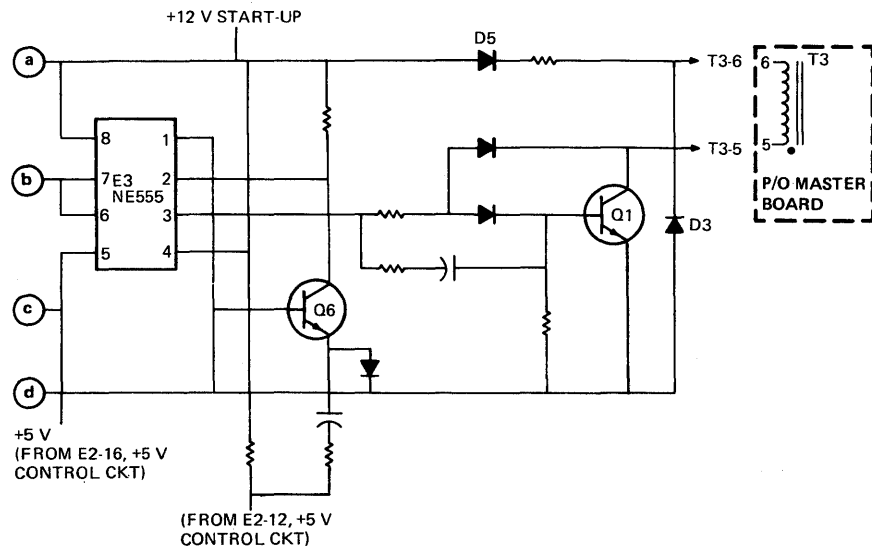 +12 V START-UP
a
D5
T3-6
6
T3
8
1
b
7
E3
2
NE555
6
3
5
4
T3-5
5
P/O MASTER
BOARD
Q1
D3
c
Q6
d
+5 V
(FROM E2-16, +5 V
CONTROL CKT)
(FROM E2-12, +5 V
CONTROL CKT)